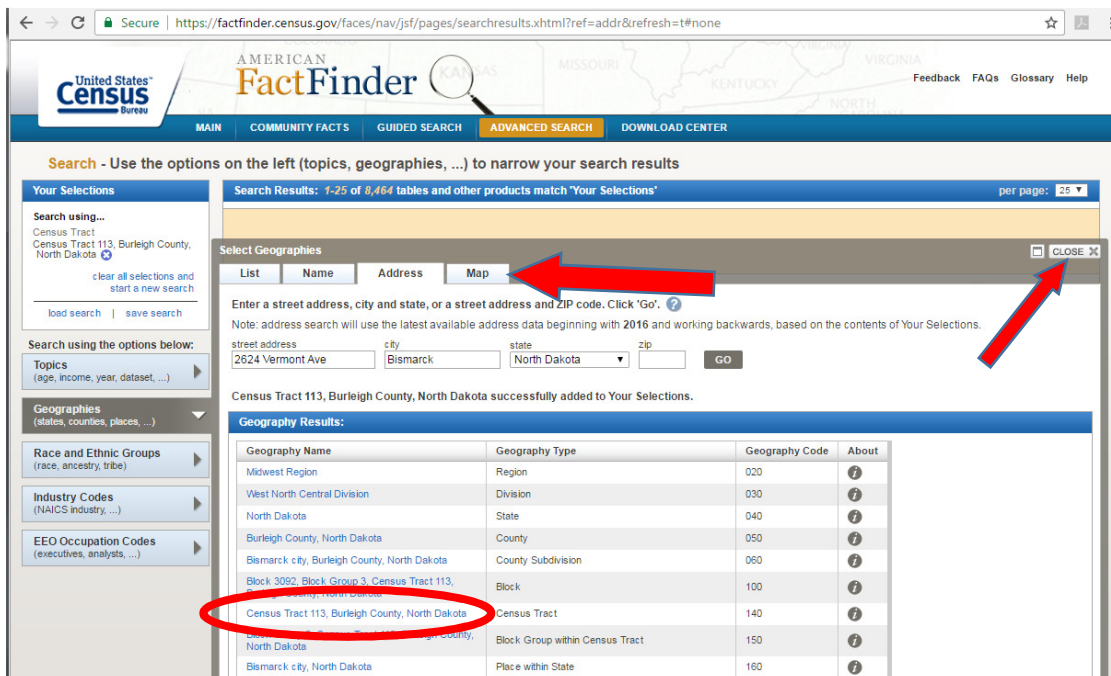 Secure | https://factfinder.census.gov/faces/nav/jsf/pages/searchresults.xhtml?ref=addr&refresh=t#none
United States™
Census
Bureau
AMERICAN
FactFinder
KANSAS
MISSOURI
KENTUCKY
VIRGINIA
NORTH
Feedback FAQs Glossary Help
MAIN COMMUNITY FACTS GUIDED SEARCH ADVANCED SEARCH DOWNLOAD CENTER
Search - Use the options on the left (topics, geographies, ...) to narrow your search results
Your Selections
Search using...
Census Tract
Census Tract 113, Burleigh County,
North Dakota
clear all selections and
start a new search
load search | save search
Search using the options below:
Topics
(age, income, year, dataset, ...)
Geographies
(states, counties, places, ...)
Race and Ethnic Groups
(race, ancestry, tribe)
Industry Codes
(NAICS industry, ...)
EEO Occupation Codes
(executives, analysts, ...)
Search Results: 1-25 of 8,464 tables and other products match 'Your Selections'
per page: 25
Select Geographies
CLOSE X
List Name Address Map
Enter a street address, city and state, or a street address and ZIP code. Click 'Go'. ?
Note: address search will use the latest available address data beginning with 2016 and working backwards, based on the contents of Your Selections.
street address city state zip
2624 Vermont Ave Bismarck North Dakota GO
Census Tract 113, Burleigh County, North Dakota successfully added to Your Selections.
Geography Results:
Geography Name Geography Type Geography Code About
Midwest Region Region 020 i
West North Central Division Division 030 i
North Dakota State 040 i
Burleigh County, North Dakota County 050 i
Bismarck city, Burleigh County, North Dakota County Subdivision 060 i
Block 3092, Block Group 3, Census Tract 113,
County, North Dakota Block 100 i
Census Tract 113, Burleigh County, North Dakota Census Tract 140 i
County,
North Dakota Block Group within Census Tract 150 i
Bismarck city, North Dakota Place within State 160 i